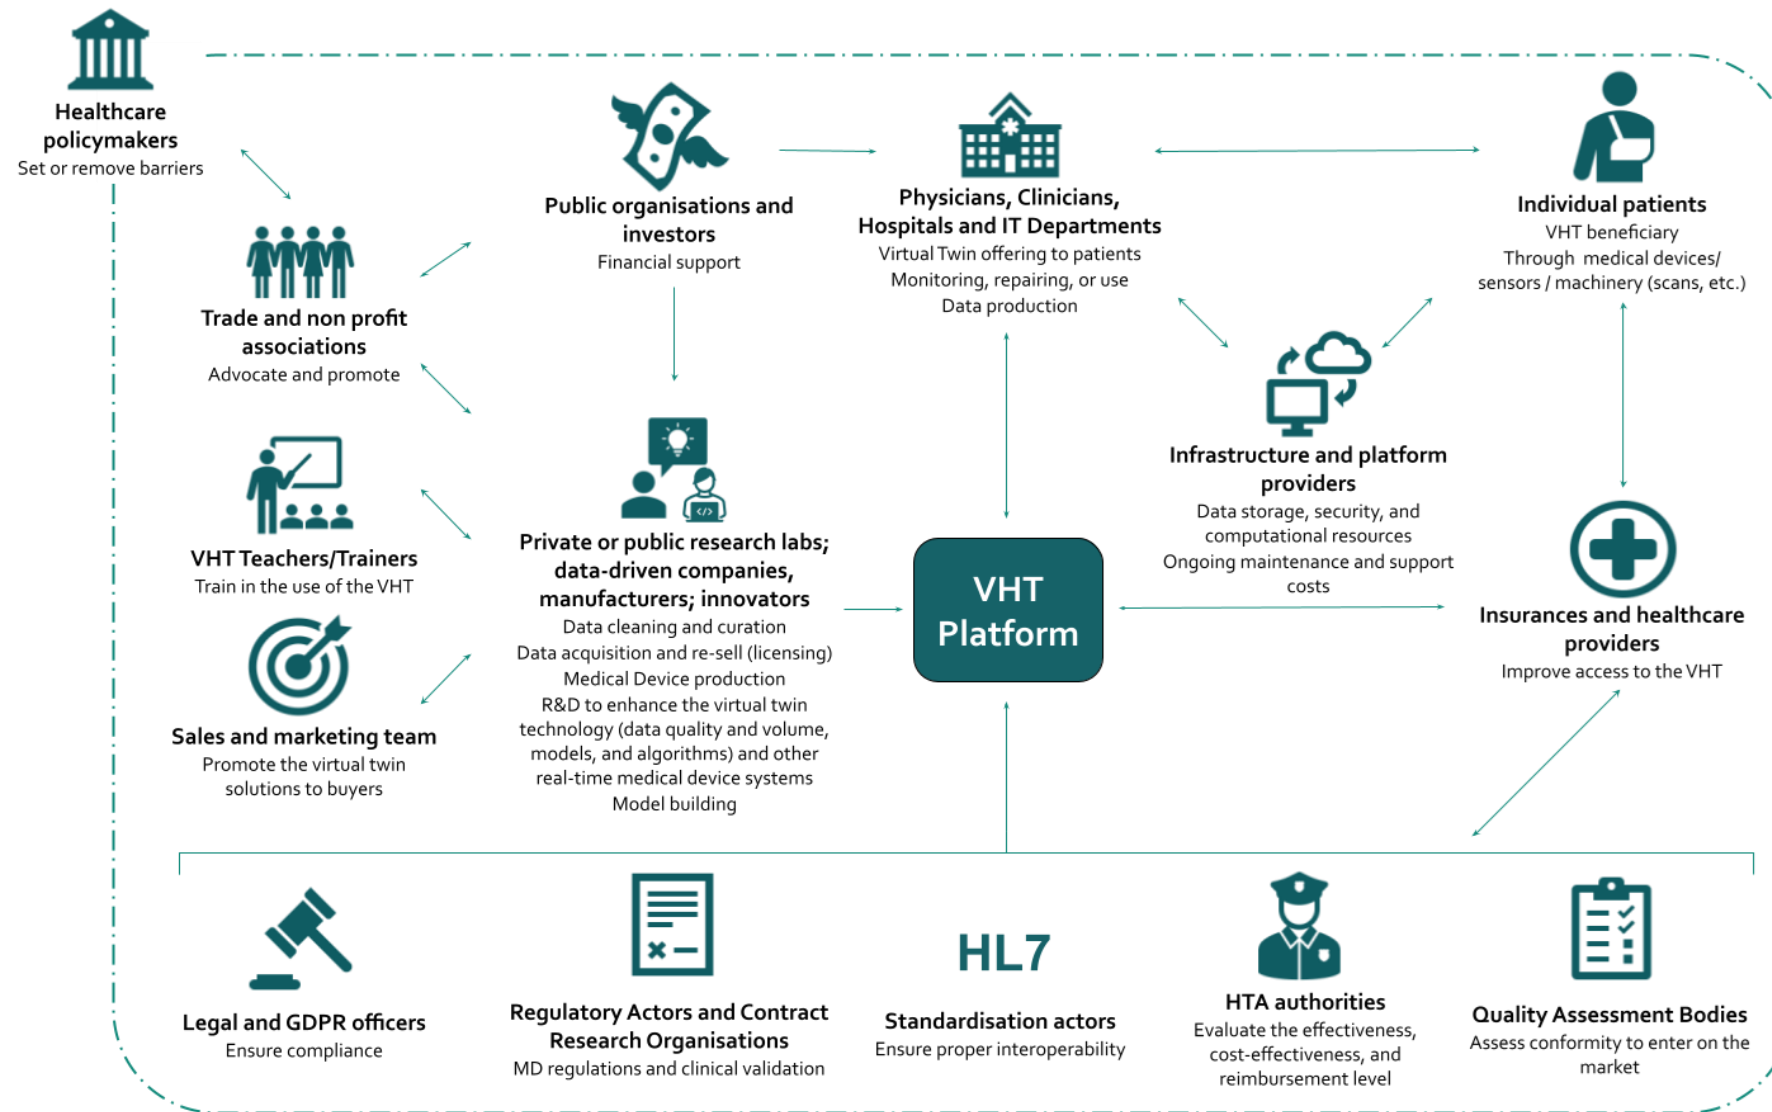 Healthcare
policymakers
Set or remove barriers
Public organisations and
investors
Financial support
Physicians, Clinicians,
Hospitals and IT Departments
Virtual Twin offering to patients
Monitoring, repairing, or use
Data production
Individual patients
VHT beneficiary
Through medical devices/
sensors / machinery (scans, etc.)
Trade and non profit
associations
Advocate and promote
Infrastructure and platform
providers
Data storage, security, and
computational resources
Ongoing maintenance and support
costs
VHT Teachers/Trainers
Train in the use of the VHT
Private or public research labs;
data-driven companies,
manufacturers; innovators
Data cleaning and curation
Data acquisition and re-sell (licensing)
Medical Device production
R&D to enhance the virtual twin
technology (data quality and volume,
models, and algorithms) and other
real-time medical device systems
Model building
VHT
Platform
Insurances and healthcare
providers
Improve access to the VHT
Sales and marketing team
Promote the virtual twin
solutions to buyers
Legal and GDPR officers
Ensure compliance
Regulatory Actors and Contract
Research Organisations
MD regulations and clinical validation
HL7
Standardisation actors
Ensure proper interoperability
HTA authorities
Evaluate the effectiveness,
cost-effectiveness, and
reimbursement level
Quality Assessment Bodies
Assess conformity to enter on the
market